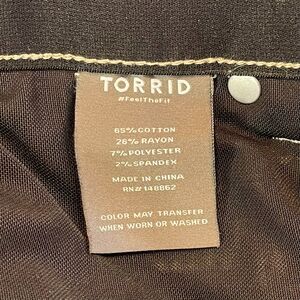 TORRID
#FeelTheFit
65% COTTON
26% RAYON
7% POLYESTER
2% SPANDEX
MADE IN CHINA
RN# 148862
COLOR MAY TRANSFER
WHEN WORN OR WASHED